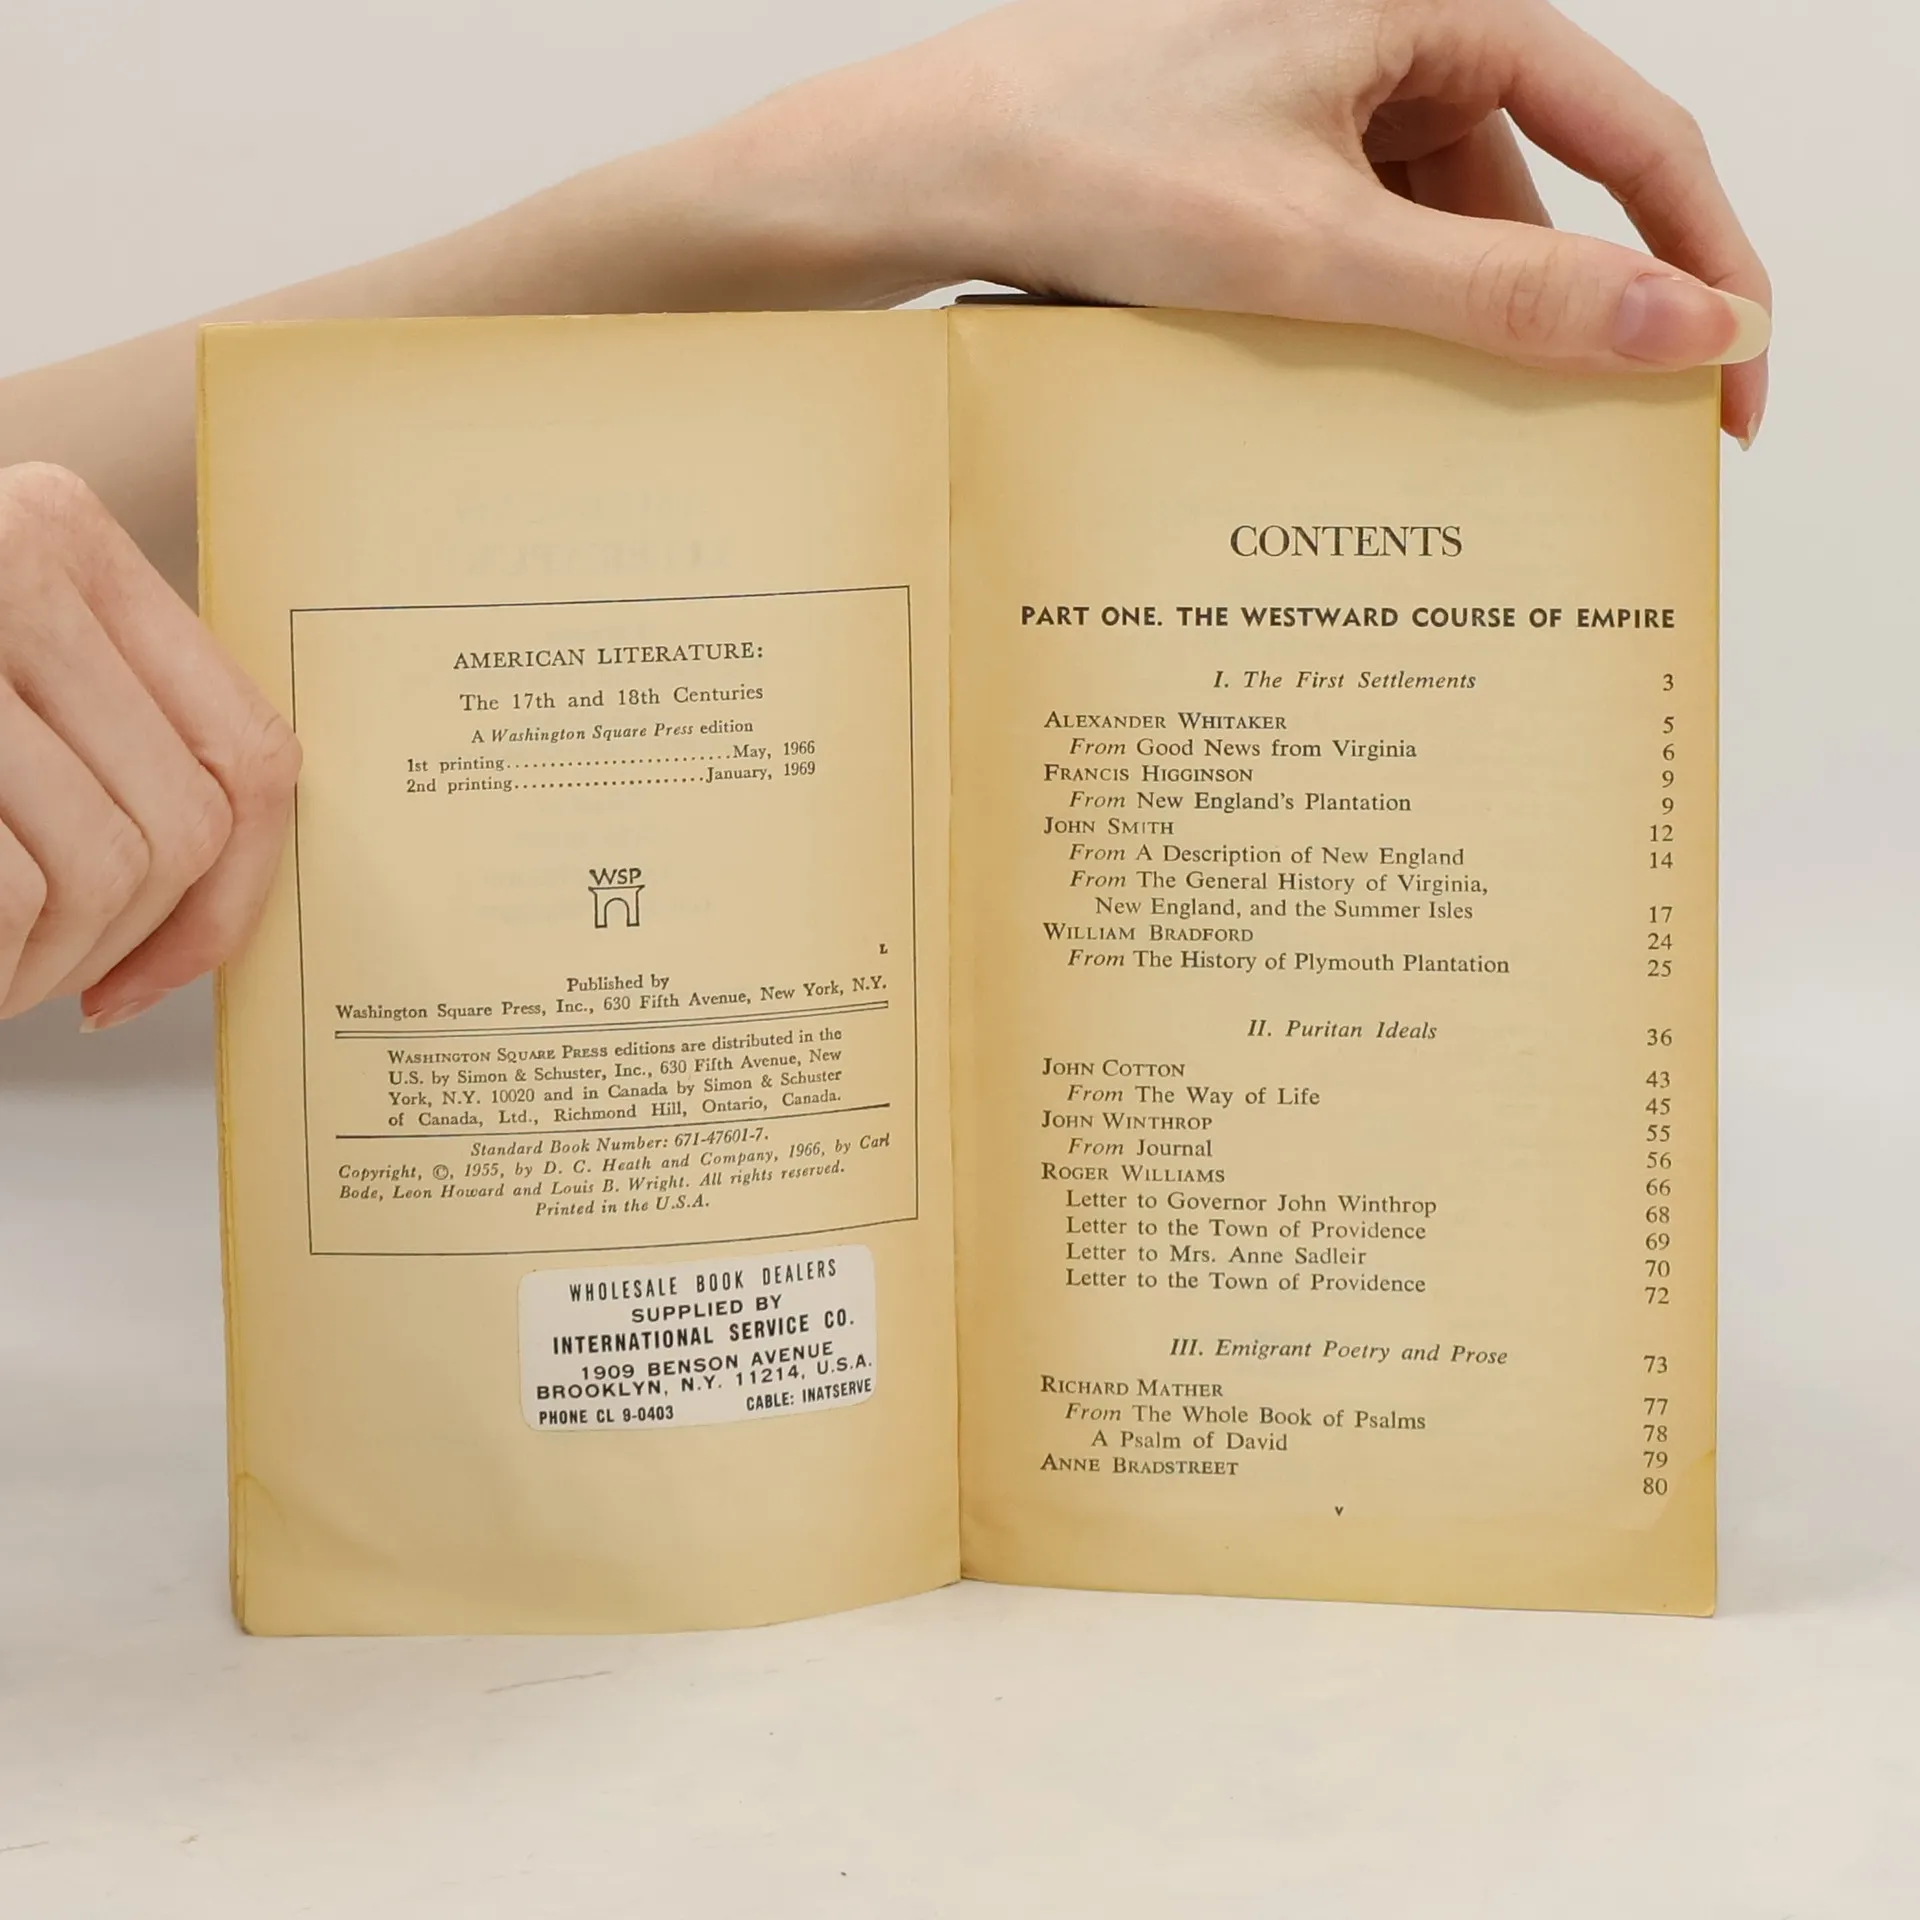 AMERICAN LITERATURE:
The 17th and 18th Centuries
A Washington Square Press edition
1st printing..........................May, 1966
2nd printing.......................January, 1969
WSP
L
Published by
Washington Square Press, Inc., 630 Fifth Avenue, New York, N.Y.
WASHINGTON SQUARE PRESS editions are distributed in the
U.S. by Simon & Schuster, Inc., 630 Fifth Avenue, New
York, N.Y. 10020 and in Canada by Simon & Schuster
of Canada, Ltd., Richmond Hill, Ontario, Canada.
Standard Book Number: 671-47601-7.
Copyright, ©, 1955, by D. C. Heath and Company, 1966, by Carl
Bode, Leon Howard and Louis B. Wright. All rights reserved.
Printed in the U.S.A.
WHOLESALE BOOK DEALERS
SUPPLIED BY
INTERNATIONAL SERVICE CO.
1909 BENSON AVENUE
BROOKLYN, N.Y. 11214, U.S.A.
PHONE CL 9-0403 CABLE: INATSERVE
CONTENTS
PART ONE. THE WESTWARD COURSE OF EMPIRE
I. The First Settlements 3
ALEXANDER WHITAKER 5
From Good News from Virginia 6
FRANCIS HIGGINSON 9
From New England's Plantation 9
JOHN SMITH 12
From A Description of New England 14
From The General History of Virginia,
New England, and the Summer Isles 17
WILLIAM BRADFORD 24
From The History of Plymouth Plantation 25
II. Puritan Ideals 36
JOHN COTTON 43
From The Way of Life 45
JOHN WINTHROP 55
From Journal 56
ROGER WILLIAMS 66
Letter to Governor John Winthrop 68
Letter to the Town of Providence 69
Letter to Mrs. Anne Sadleir 70
Letter to the Town of Providence 72
III. Emigrant Poetry and Prose 73
RICHARD MATHER 77
From The Whole Book of Psalms 78
A Psalm of David 79
ANNE BRADSTREET 80
v